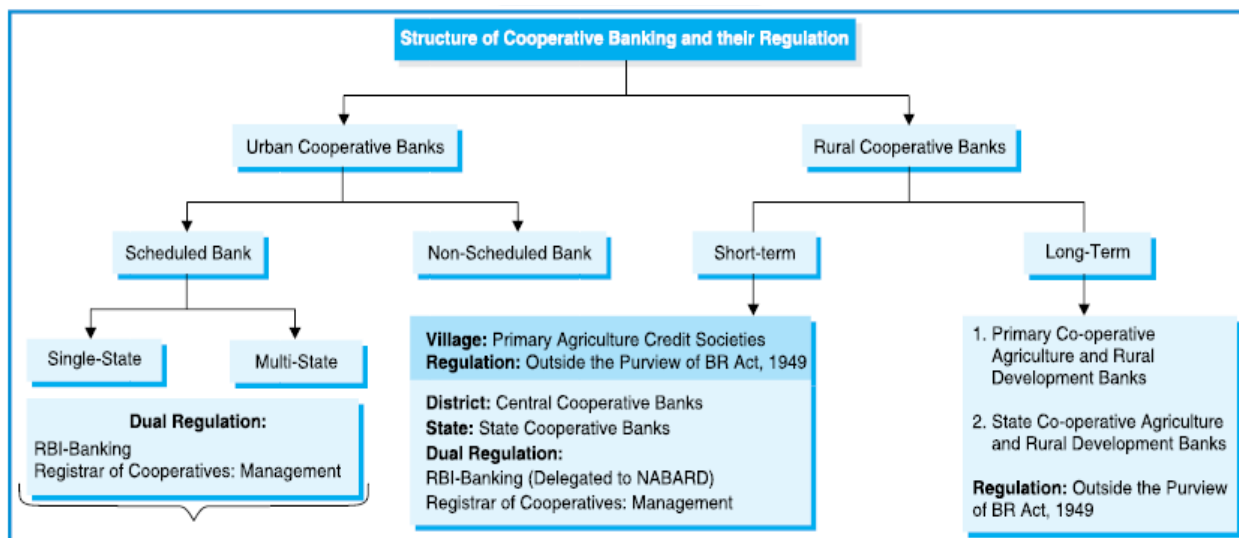 Structure of Cooperative Banking and their Regulation
Urban Cooperative Banks
Rural Cooperative Banks
Scheduled Bank
Non-Scheduled Bank
Short-term
Long-Term
Single-State
Multi-State
Dual Regulation:
RBI-Banking
Registrar of Cooperatives: Management
Village: Primary Agriculture Credit Societies
Regulation: Outside the Purview of BR Act, 1949
District: Central Cooperative Banks
State: State Cooperative Banks
Dual Regulation:
RBI-Banking (Delegated to NABARD)
Registrar of Cooperatives: Management
1. Primary Co-operative
Agriculture and Rural
Development Banks
2. State Co-operative Agriculture
and Rural Development Banks
Regulation: Outside the Purview
of BR Act, 1949